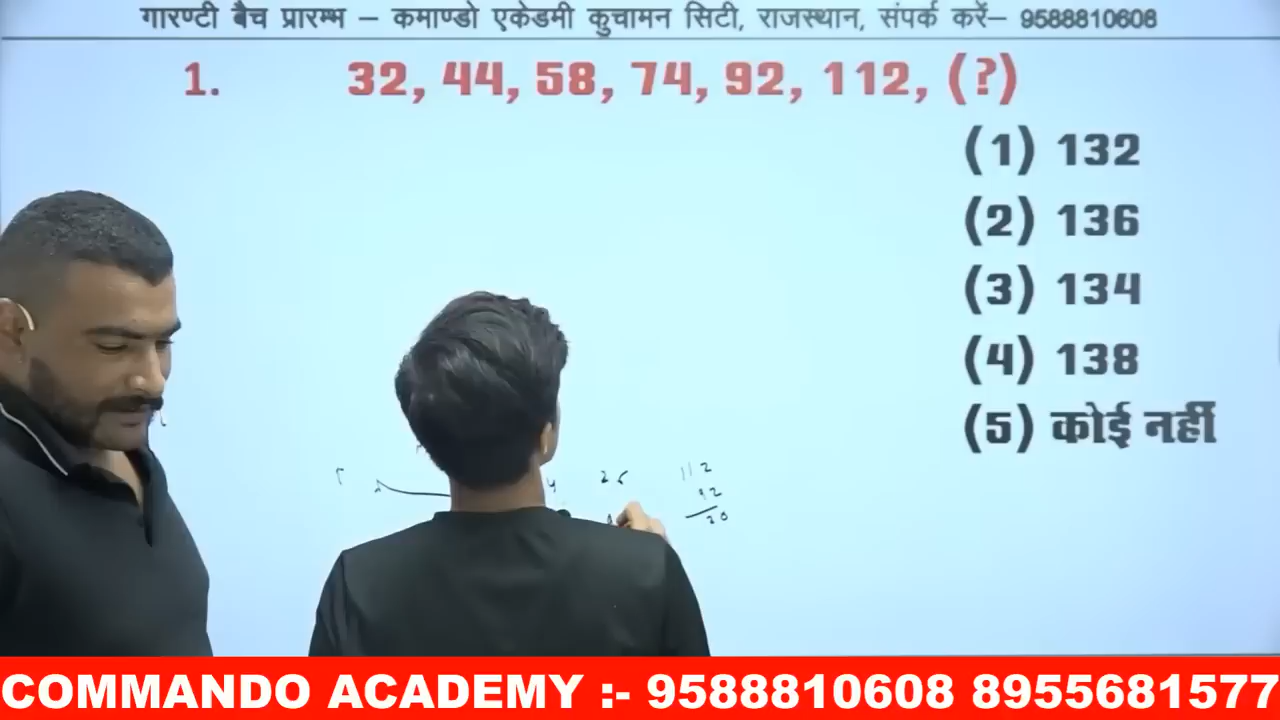 गारण्टी बैच प्रारम्भ – कमाण्डो एकेडमी कुचामन सिटी, राजस्थान, संपर्क करें– 9588810608
1. 32, 44, 58, 74, 92, 112, (?)
(1) 132
(2) 136
(3) 134
(4) 138
(5) कोई नहीं
112
92
20
COMMANDO ACADEMY :- 9588810608 8955681577